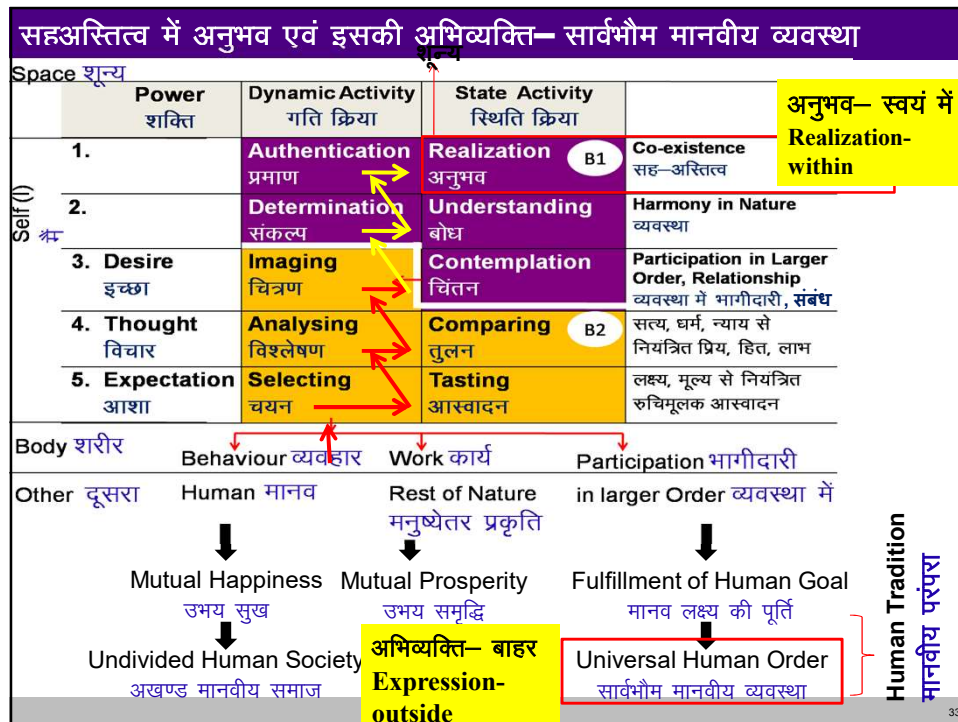 सहअस्तित्व में अनुभव एवं इसकी अभिव्यक्ति– सार्वभौम मानवीय व्यवस्था
शून्य
Space शून्य
Power
शक्ति
Dynamic Activity
गति क्रिया
State Activity
स्थिति क्रिया
अनुभव– स्वयं में
Realization-
within
Self (I)
मैं
1.
Authentication
प्रमाण
Realization
अनुभव
B1
Co-existence
सह–अस्तित्व
2.
Determination
संकल्प
Understanding
बोध
Harmony in Nature
व्यवस्था
3. Desire
इच्छा
Imaging
चित्रण
Contemplation
चिंतन
Participation in Larger
Order, Relationship
व्यवस्था में भागीदारी, संबंध
4. Thought
विचार
Analysing
विश्लेषण
Comparing
तुलन
B2
सत्य, धर्म, न्याय से
नियंत्रित प्रिय, हित, लाभ
5. Expectation
आशा
Selecting
चयन
Tasting
आस्वादन
लक्ष्य, मूल्य से नियंत्रित
रुचिमूलक आस्वादन
Body शरीर
Behaviour व्यवहार
Work कार्य
Participation भागीदारी
Other दूसरा
Human मानव
Rest of Nature
मनुष्येतर प्रकृति
in larger Order व्यवस्था में
Mutual Happiness
उभय सुख
Mutual Prosperity
उभय समृद्धि
Fulfillment of Human Goal
मानव लक्ष्य की पूर्ति
Undivided Human Society
अखण्ड मानवीय समाज
अभिव्यक्ति– बाहर
Expression-
outside
Universal Human Order
सार्वभौम मानवीय व्यवस्था
Human Tradition
मानवीय परंपरा
33